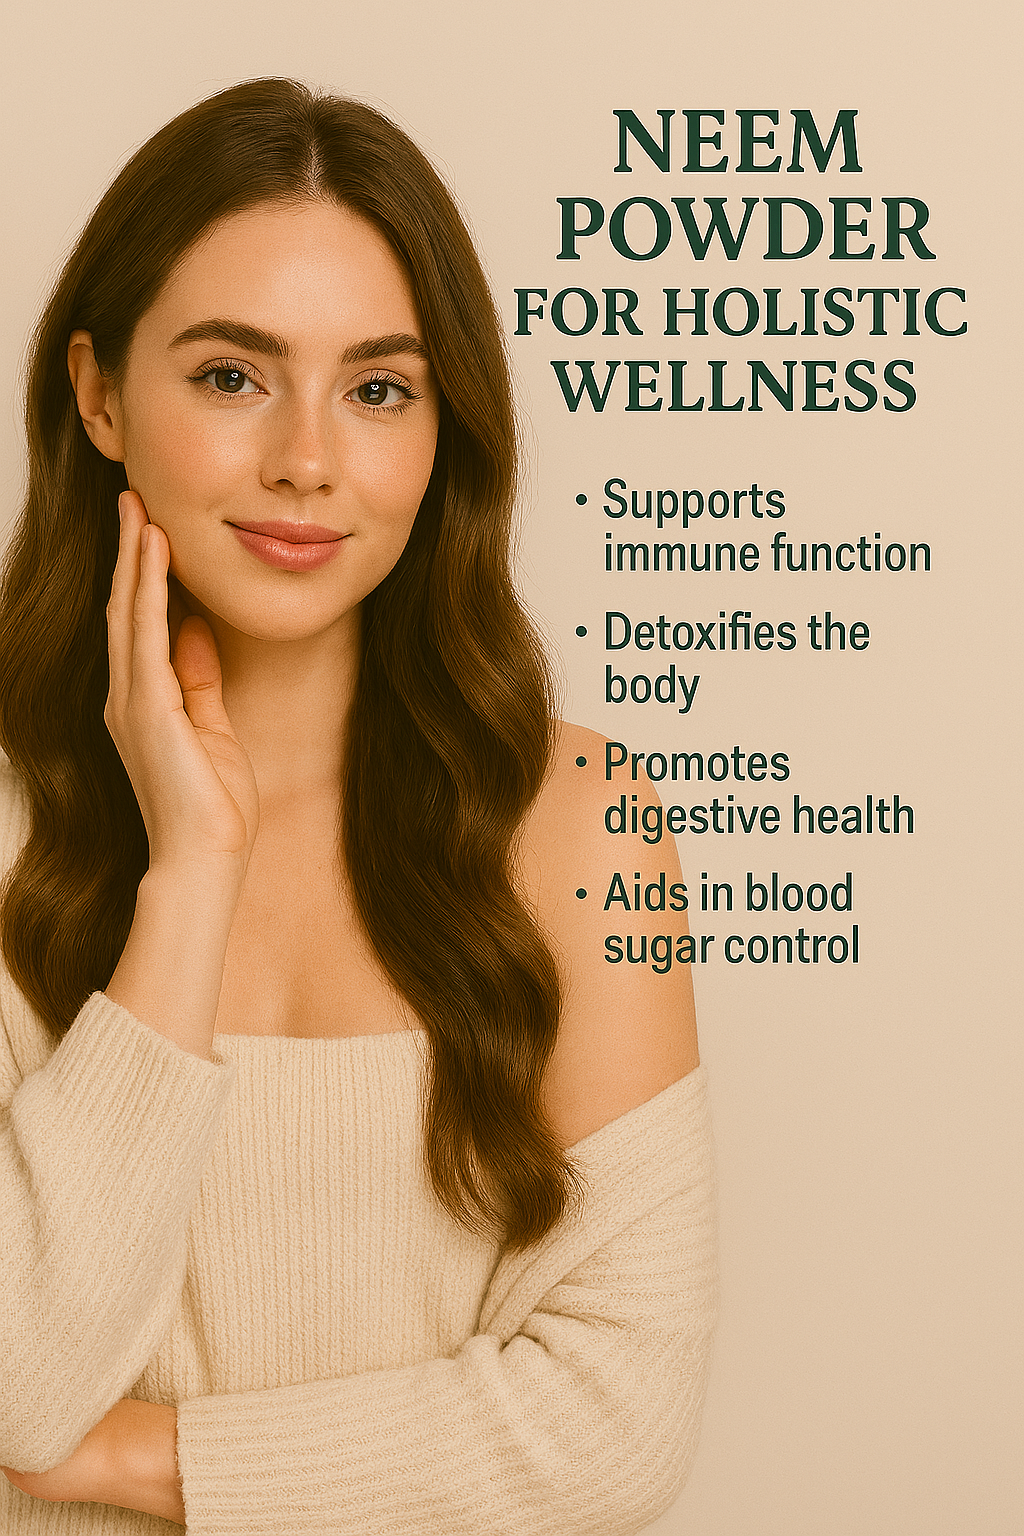 NEEM
POWDER
FOR HOLISTIC
WELLNESS
• Supports
immune function
• Detoxifies the
body
• Promotes
digestive health
• Aids in blood
sugar control